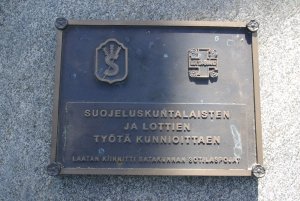 S
SUOJELUSKUNTALAISTEN
JA LOTTIEN
TYÖTÄ KUNNIOITTAEN
LAATAN KIINNITTI SATAKUNNAN SOTILASPOJAT